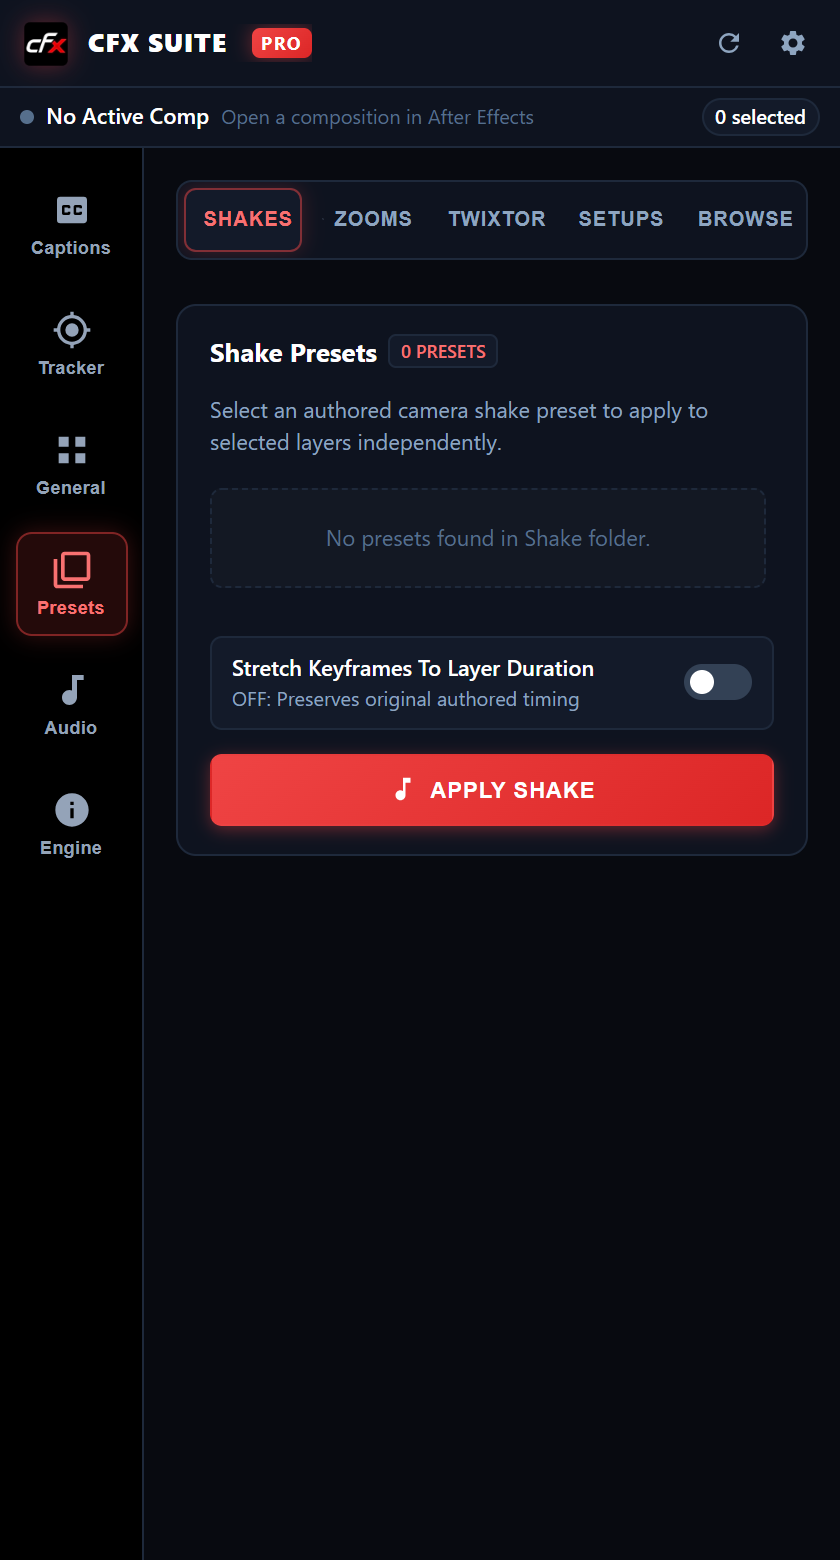 cfx CFX SUITE PRO
No Active Comp Open a composition in After Effects 0 selected
Captions
Tracker
General
Presets
Audio
Engine
SHAKES ZOOMS TWIXTOR SETUPS BROWSE
Shake Presets 0 PRESETS
Select an authored camera shake preset to apply to
selected layers independently.
No presets found in Shake folder.
Stretch Keyframes To Layer Duration
OFF: Preserves original authored timing
APPLY SHAKE